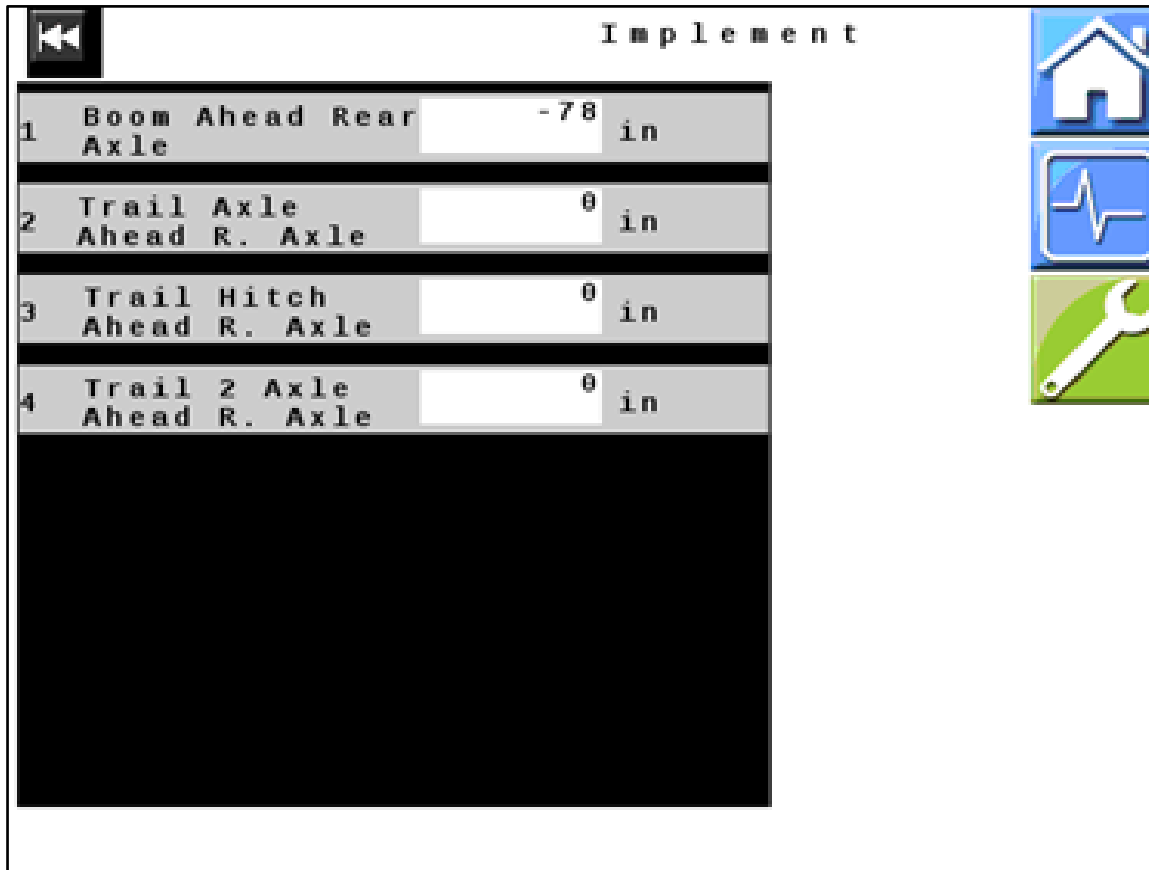 Implement
1 Boom Ahead Rear -78 in
Axle
2 Trail Axle 0 in
Ahead R. Axle
3 Trail Hitch 0 in
Ahead R. Axle
4 Trail 2 Axle 0 in
Ahead R. Axle